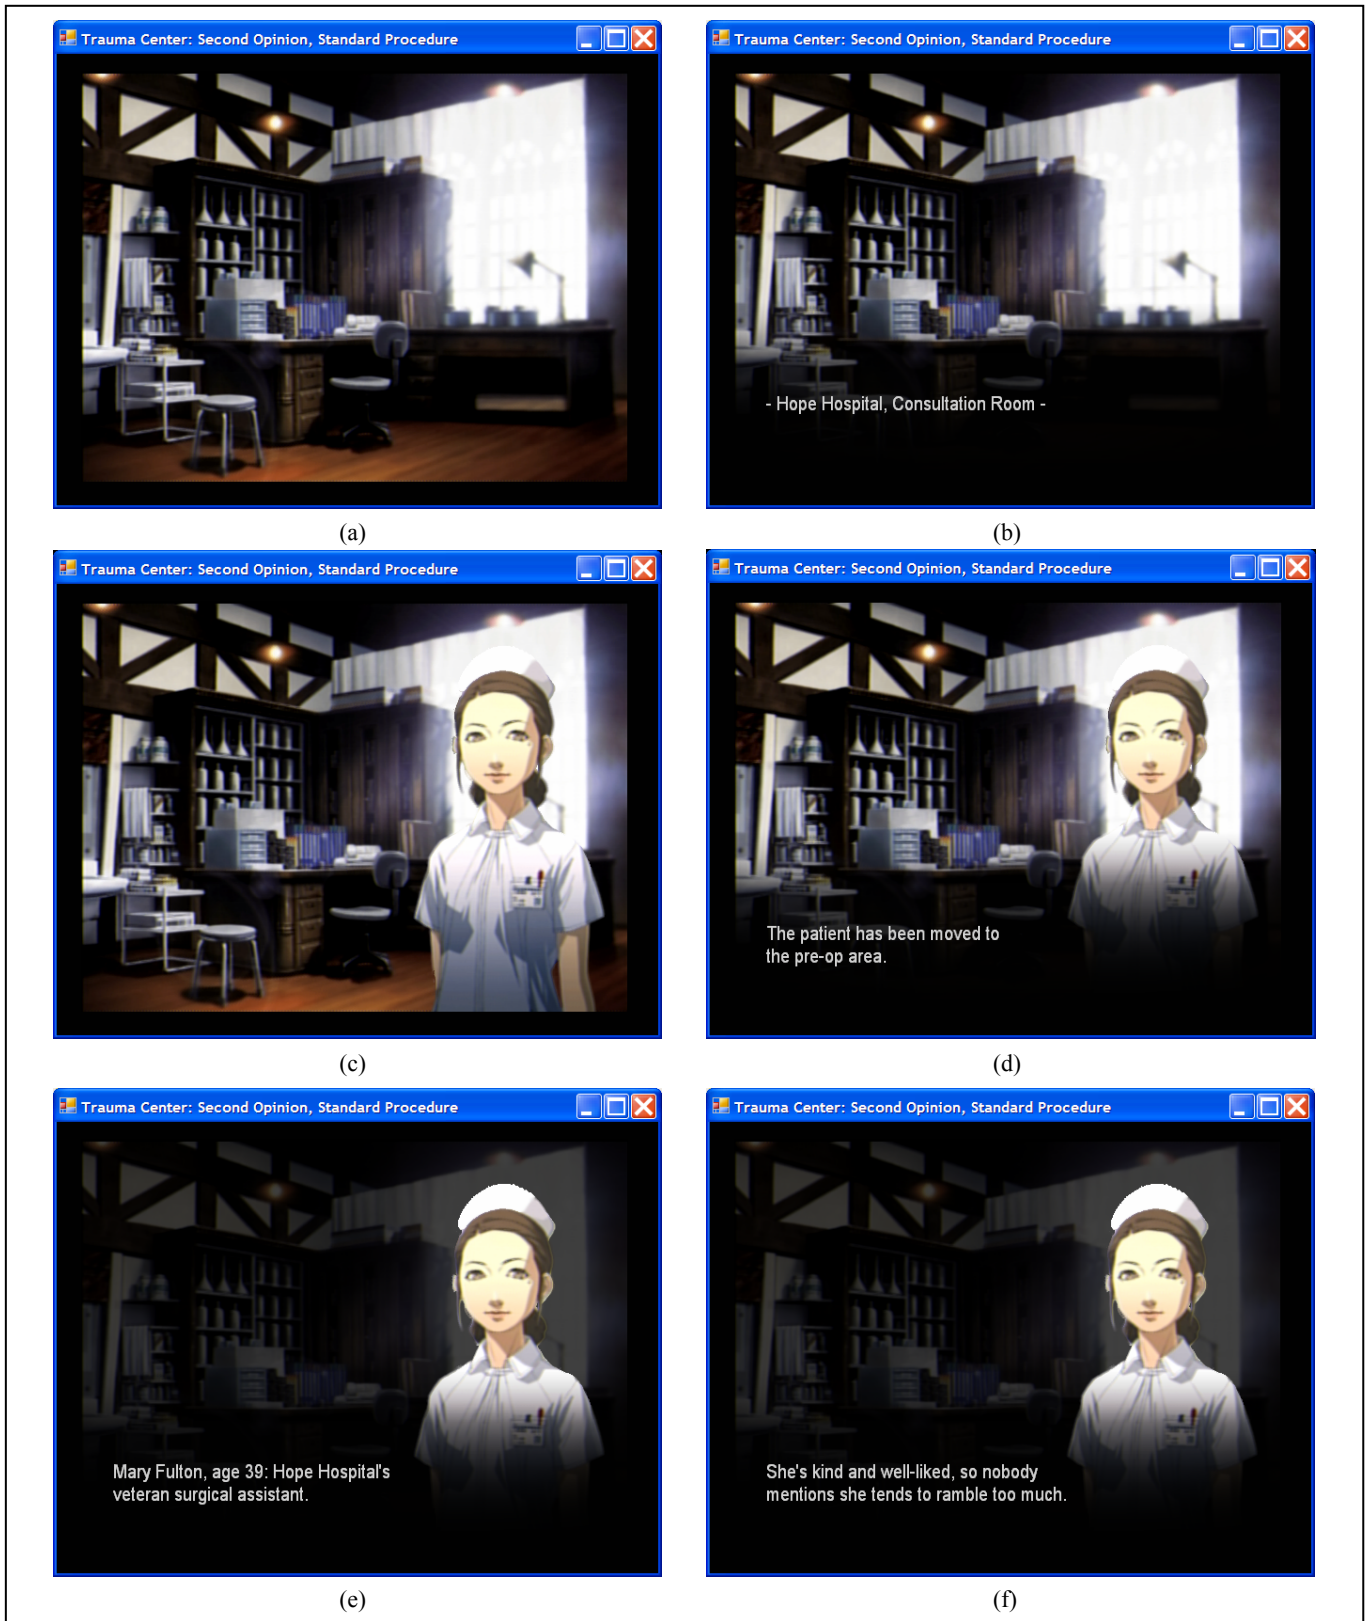 Trauma Center: Second Opinion, Standard Procedure
Trauma Center: Second Opinion, Standard Procedure
- Hope Hospital, Consultation Room -
(a)
(b)
Trauma Center: Second Opinion, Standard Procedure
Trauma Center: Second Opinion, Standard Procedure
The patient has been moved to
the pre-op area.
(c)
(d)
Trauma Center: Second Opinion, Standard Procedure
Trauma Center: Second Opinion, Standard Procedure
Mary Fulton, age 39: Hope Hospital's
veteran surgical assistant.
She's kind and well-liked, so nobody
mentions she tends to ramble too much.
(e)
(f)